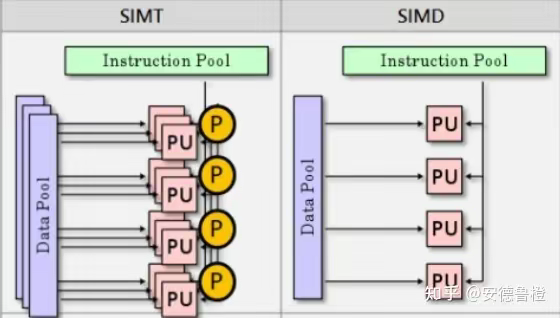 SIMT
SIMD
Instruction Pool
Instruction Pool
Data Pool
PU
P
PU
P
PU
P
PU
P
Data Pool
PU
PU
PU
PU
知乎 @安德鲁橙